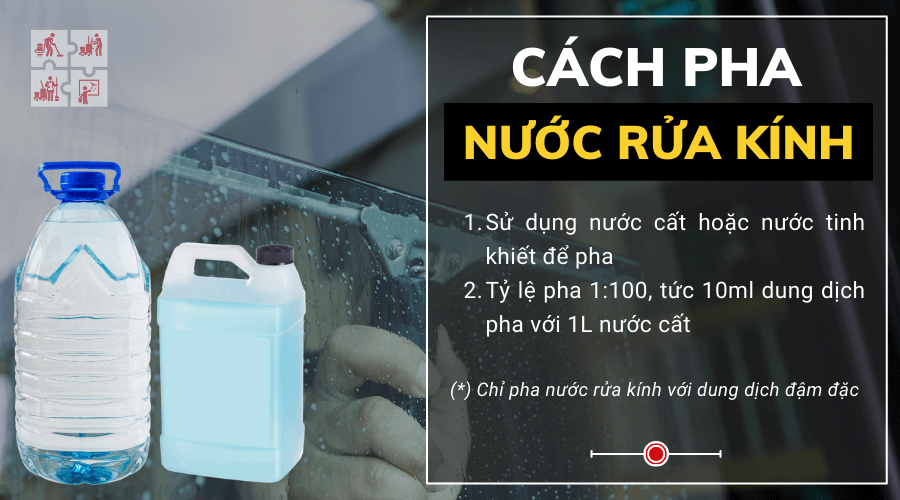 CÁCH PHA
NƯỚC RỬA KÍNH
1. Sử dụng nước cất hoặc nước tinh
khiết để pha
2. Tỷ lệ pha 1:100, tức 10ml dung dịch
pha với 1L nước cất
(*) Chỉ pha nước rửa kính với dung dịch đậm đặc